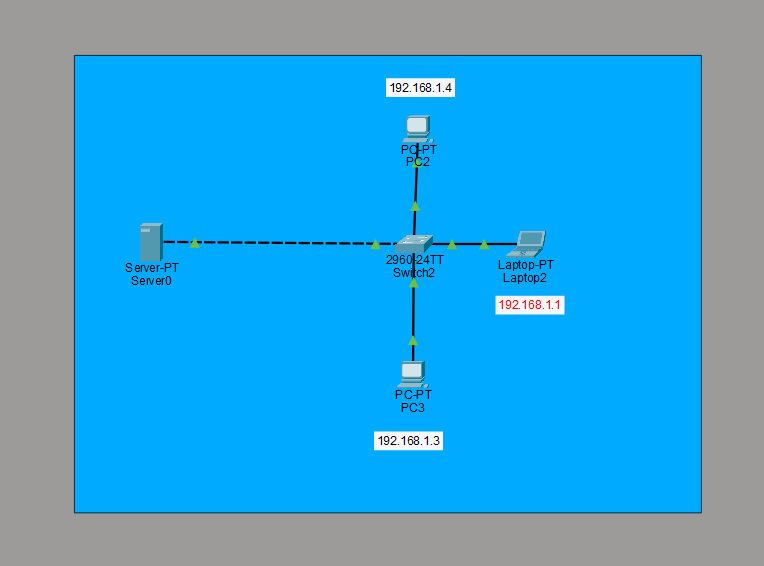 192.168.1.4
PC-PT
PC2
Server-PT
Server0
2960-24TT
Switch2
Laptop-PT
Laptop2
192.168.1.1
PC-PT
PC3
192.168.1.3